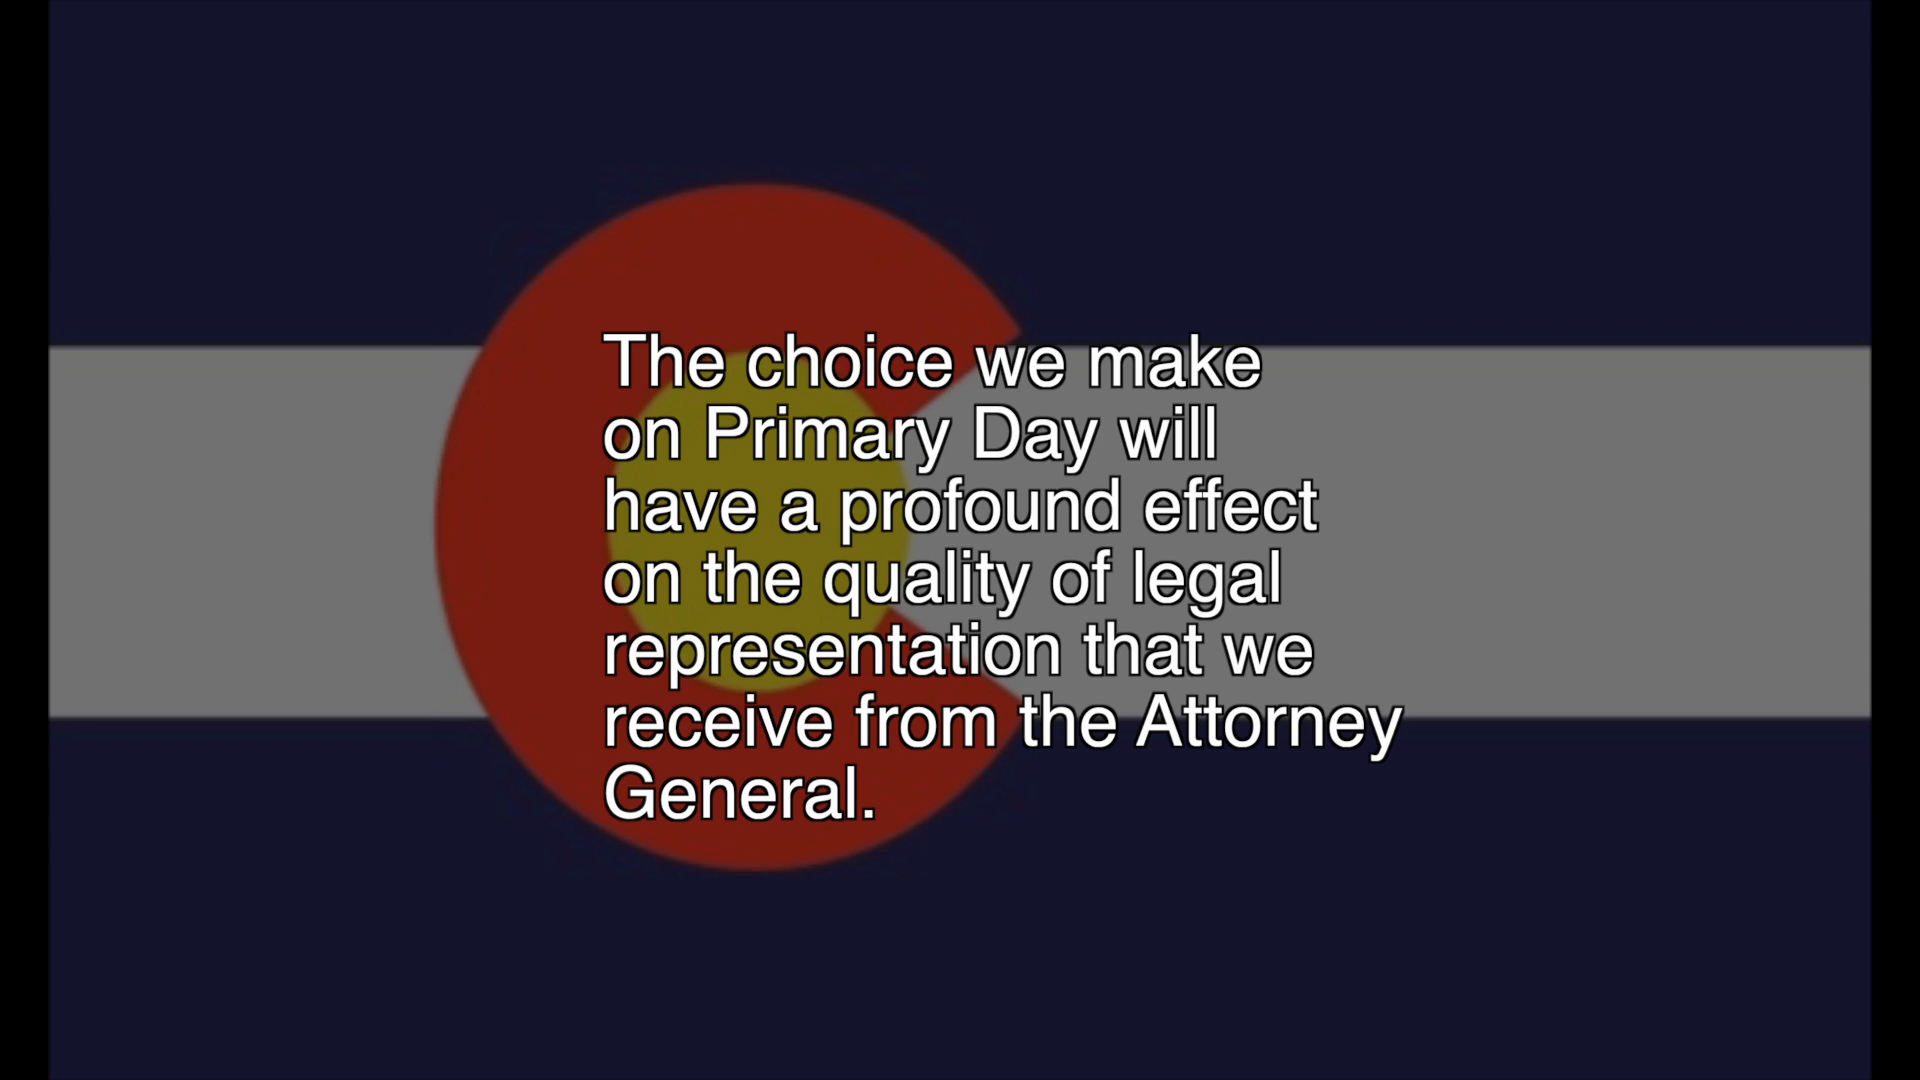 The choice we make
on Primary Day will
have a profound effect
on the quality of legal
representation that we
receive from the Attorney
General.